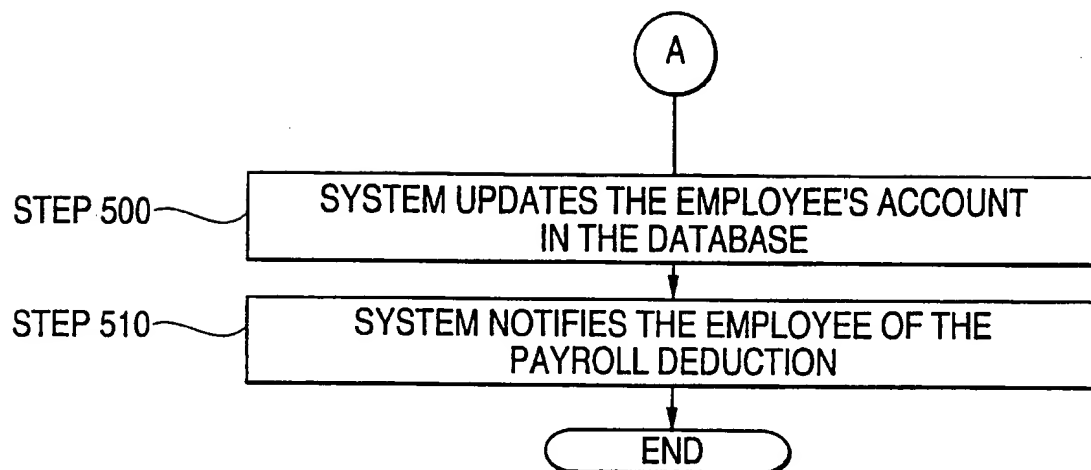 A
STEP 500
SYSTEM UPDATES THE EMPLOYEE'S ACCOUNT
IN THE DATABASE
STEP 510
SYSTEM NOTIFIES THE EMPLOYEE OF THE
PAYROLL DEDUCTION
END